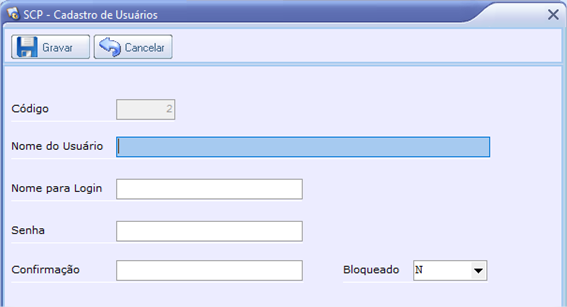 SCP - Cadastro de Usuários
Gravar Cancelar
Código 2
Nome do Usuário
Nome para Login
Senha
Confirmação Bloqueado N